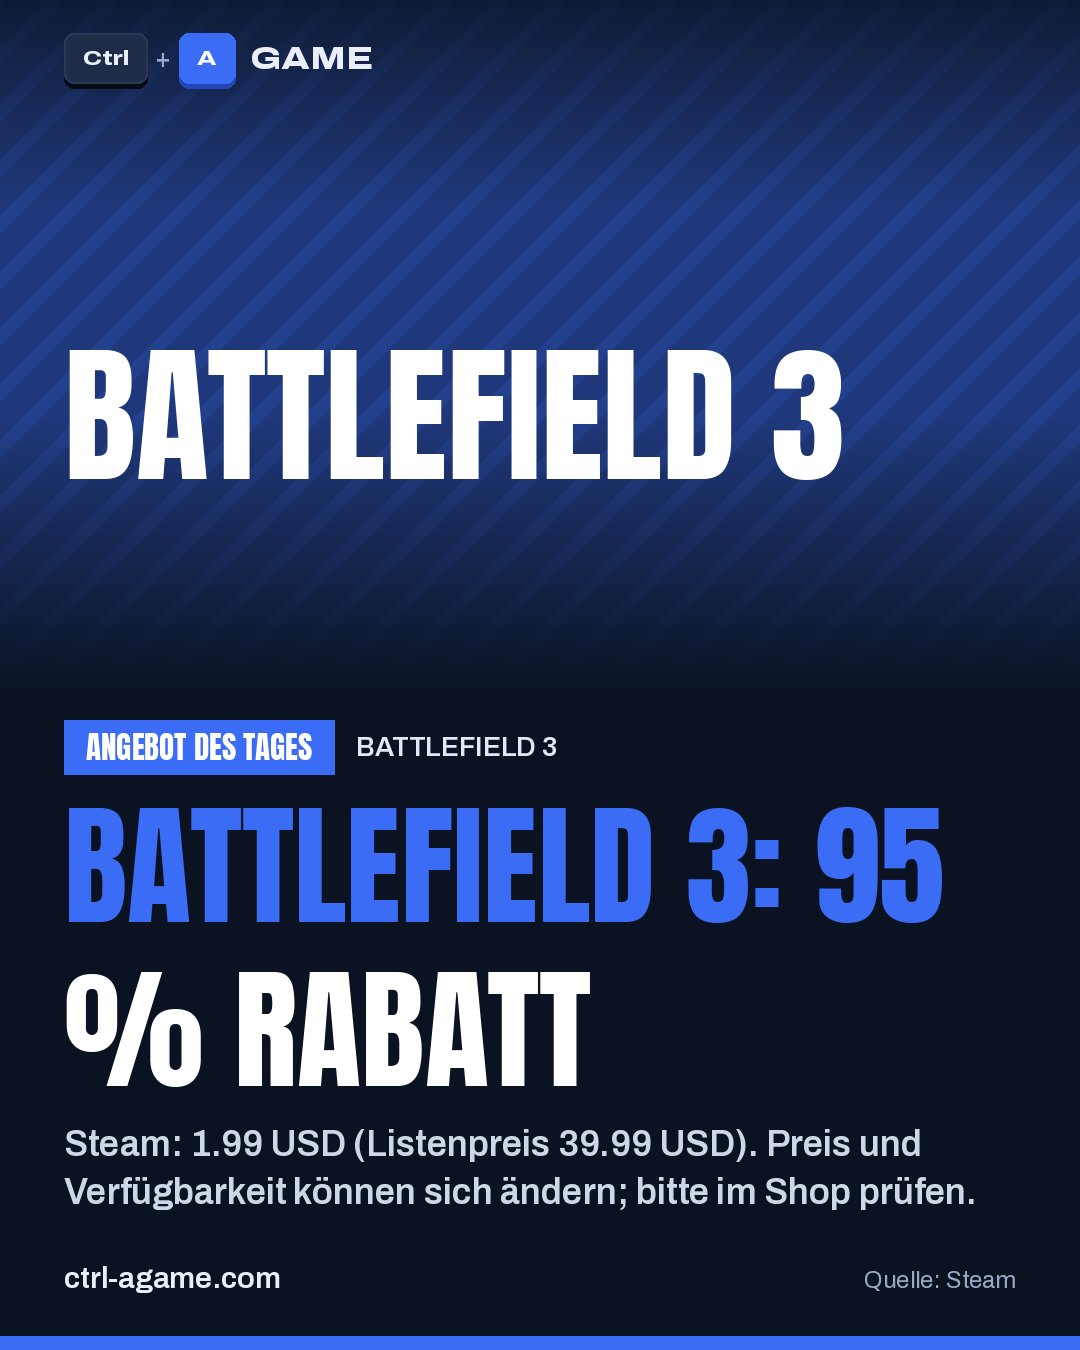 Ctrl + A GAME
BATTLEFIELD 3
ANGEBOT DES TAGES BATTLEFIELD 3
BATTLEFIELD 3: 95
% RABATT
Steam: 1.99 USD (Listenpreis 39.99 USD). Preis und
Verfügbarkeit können sich ändern; bitte im Shop prüfen.
ctrl-agame.com Quelle: Steam